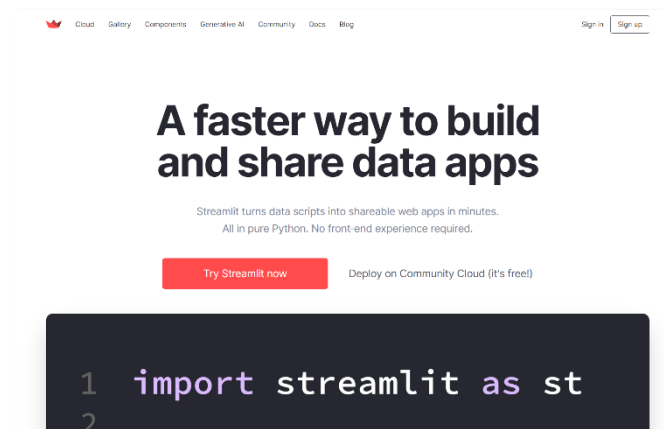 Cloud Gallery Components Generative AI Community Docs Blog Sign in Sign up
A faster way to build
and share data apps
Streamlit turns data scripts into shareable web apps in minutes.
All in pure Python. No front-end experience required.
Try Streamlit now Deploy on Community Cloud (it's free!)
1 import streamlit as st
2